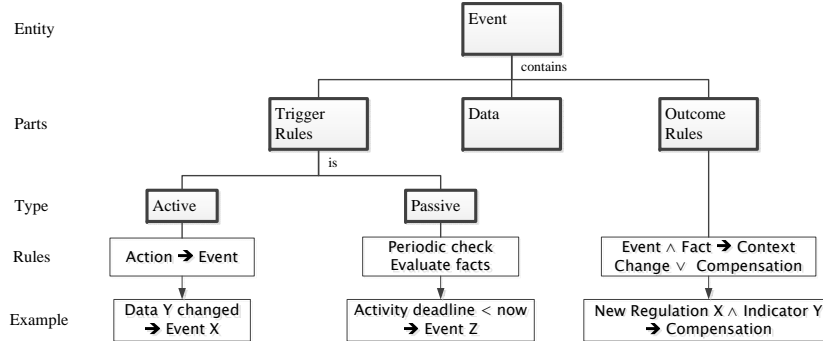 Entity
Event
contains
Parts
Trigger
Rules
Data
Outcome
Rules
is
Type
Active
Passive
Rules
Action ➔ Event
Periodic check
Evaluate facts
Event ∧ Fact ➔ Context
Change ∨ Compensation
Example
Data Y changed
➔ Event X
Activity deadline < now
➔ Event Z
New Regulation X ∧ Indicator Y
➔ Compensation